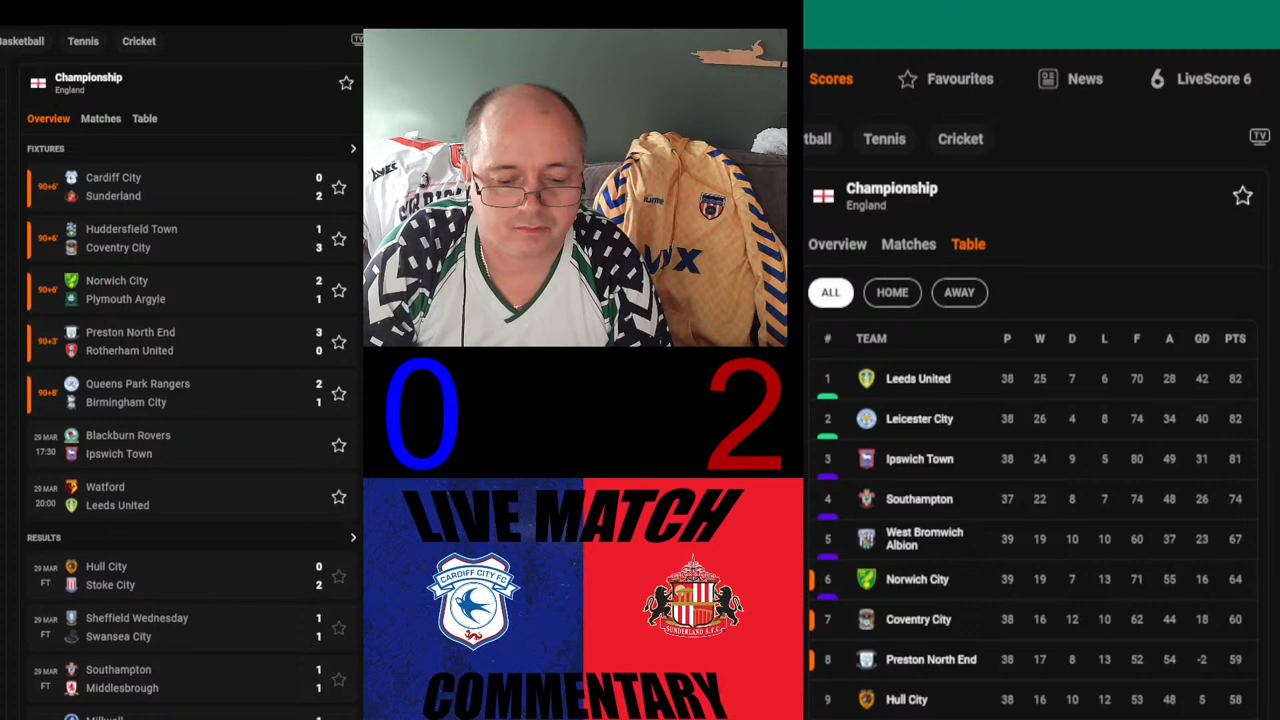 Basketball Tennis Cricket
TV
Championship
England
Overview Matches Table
FIXTURES
90+6' Cardiff City 0
Sunderland 2
90+6' Huddersfield Town 1
Coventry City 3
90+6' Norwich City 2
Plymouth Argyle 1
90+3' Preston North End 3
Rotherham United 0
90+8' Queens Park Rangers 2
Birmingham City 1
29 MAR 17:30 Blackburn Rovers
Ipswich Town
29 MAR 20:00 Watford
Leeds United
RESULTS
29 MAR FT Hull City 0
Stoke City 2
29 MAR FT Sheffield Wednesday 1
Swansea City 1
29 MAR FT Southampton 1
Middlesbrough 1
Millwall
0 2
LIVE MATCH
CARDIFF CITY FC
SUNDERLAND A.F.C.
COMMENTARY
Scores Favourites News 6 LiveScore 6
tball Tennis Cricket
TV
Championship
England
Overview Matches Table
ALL HOME AWAY
# TEAM P W D L F A GD PTS
1 Leeds United 38 25 7 6 70 28 42 82
2 Leicester City 38 26 4 8 74 34 40 82
3 Ipswich Town 38 24 9 5 80 49 31 81
4 Southampton 37 22 8 7 74 48 26 74
5 West Bromwich Albion 39 19 10 10 60 37 23 67
6 Norwich City 39 19 7 13 71 55 16 64
7 Coventry City 38 16 12 10 62 44 18 60
8 Preston North End 38 17 8 13 52 54 -2 59
9 Hull City 38 16 10 12 53 48 5 58